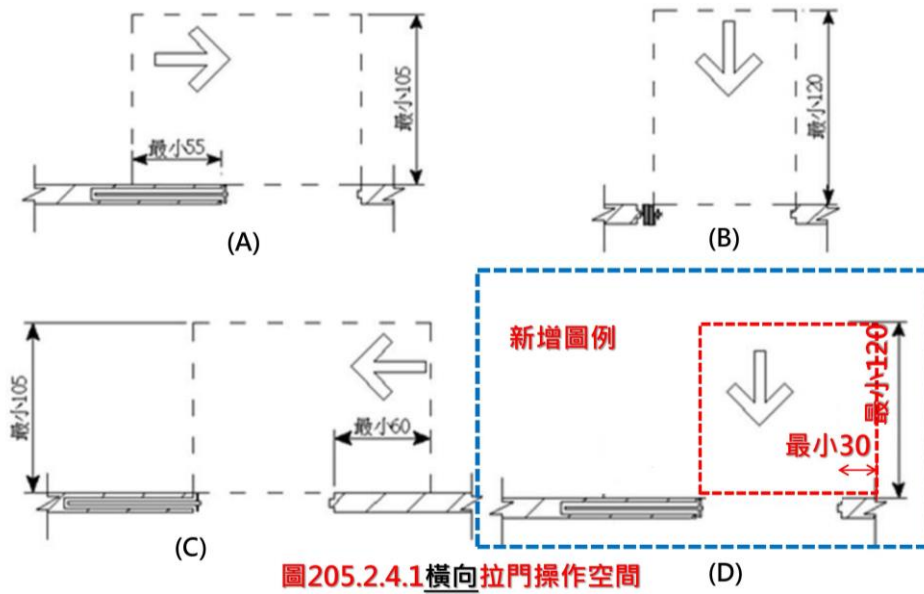 最小105
最小55
(A)
最小120
(B)
最小105
最小60
(C)
新增圖例
最小120
最小30
(D)
圖205.2.4.1橫向拉門操作空間